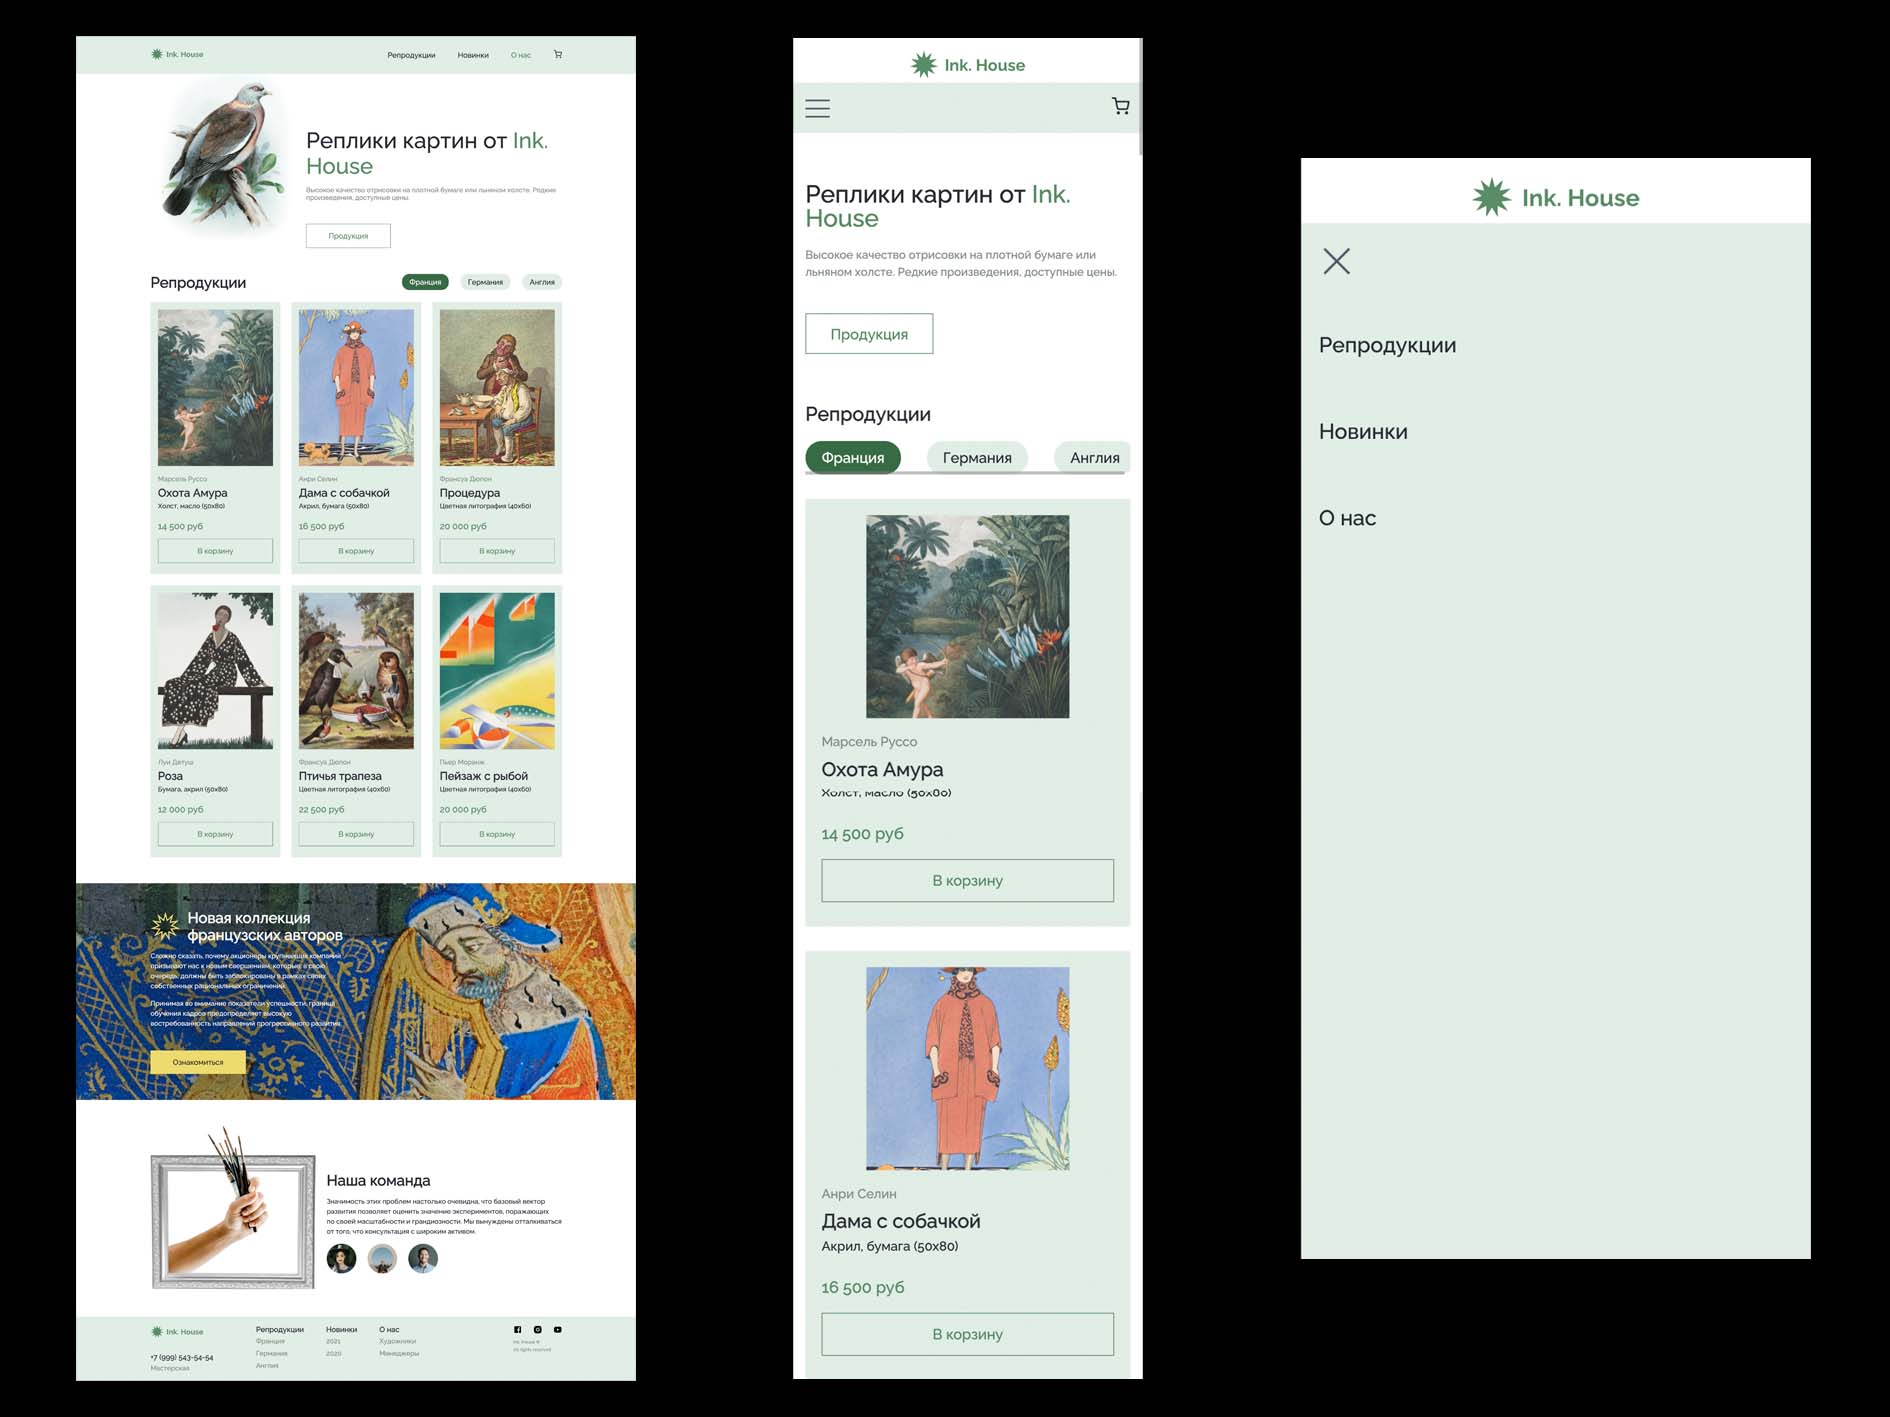 Ink. House
Репродукции
Новинки
О нас
Реплики картин от Ink.
House
Высокое качество отрисовки на плотной бумаге или льняном холсте. Редкие
произведения, доступные цены.
Продукция
Репродукции
Франция
Германия
Англия
Марсель Руссо
Охота Амура
Холст, масло (50x80)
14 500 руб
В корзину
Анри Селин
Дама с собачкой
Акрил, бумага (50x80)
16 500 руб
В корзину
Франсуа Дюпон
Процедура
Цветная литография (40x60)
20 000 руб
В корзину
Луи Детуш
Роза
Бумага, акрил (50x80)
12 000 руб
В корзину
Франсуа Дюпон
Птичья трапеза
Цветная литография (40x60)
22 500 руб
В корзину
Пьер Моранж
Пейзаж с рыбой
Цветная литография (40x60)
20 000 руб
В корзину
Новая коллекция
французских авторов
Сложно сказать, почему акционеры крупнейших компаний
призывают нас к новым свершениям, которые, в свою
очередь, должны быть заблокированы в рамках своих
собственных рациональных ограничений.
Принимая во внимание показатели успешности, граница
обучения кадров предопределяет высокую
востребованность направлений прогрессивного развития
Ознакомиться
Наша команда
Значимость этих проблем настолько очевидна, что базовый вектор
развития позволяет оценить значение экспериментов, поражающих
по своей масштабности и грандиозности. Мы вынуждены отталкиваться
от того, что консультация с широким активом.
Ink. House
+7 (999) 543-54-54
Мастерская
Репродукции
Франция
Германия
Англия
Новинки
2021
2020
О нас
Художники
Менеджеры
Ink. House ©
All rights reserved
Ink. House
Реплики картин от Ink.
House
Высокое качество отрисовки на плотной бумаге или
льняном холсте. Редкие произведения, доступные цены.
Продукция
Репродукции
Франция
Германия
Англия
Марсель Руссо
Охота Амура
Холст, масло (50x80)
14 500 руб
В корзину
Анри Селин
Дама с собачкой
Акрил, бумага (50x80)
16 500 руб
В корзину
Ink. House
Репродукции
Новинки
О нас